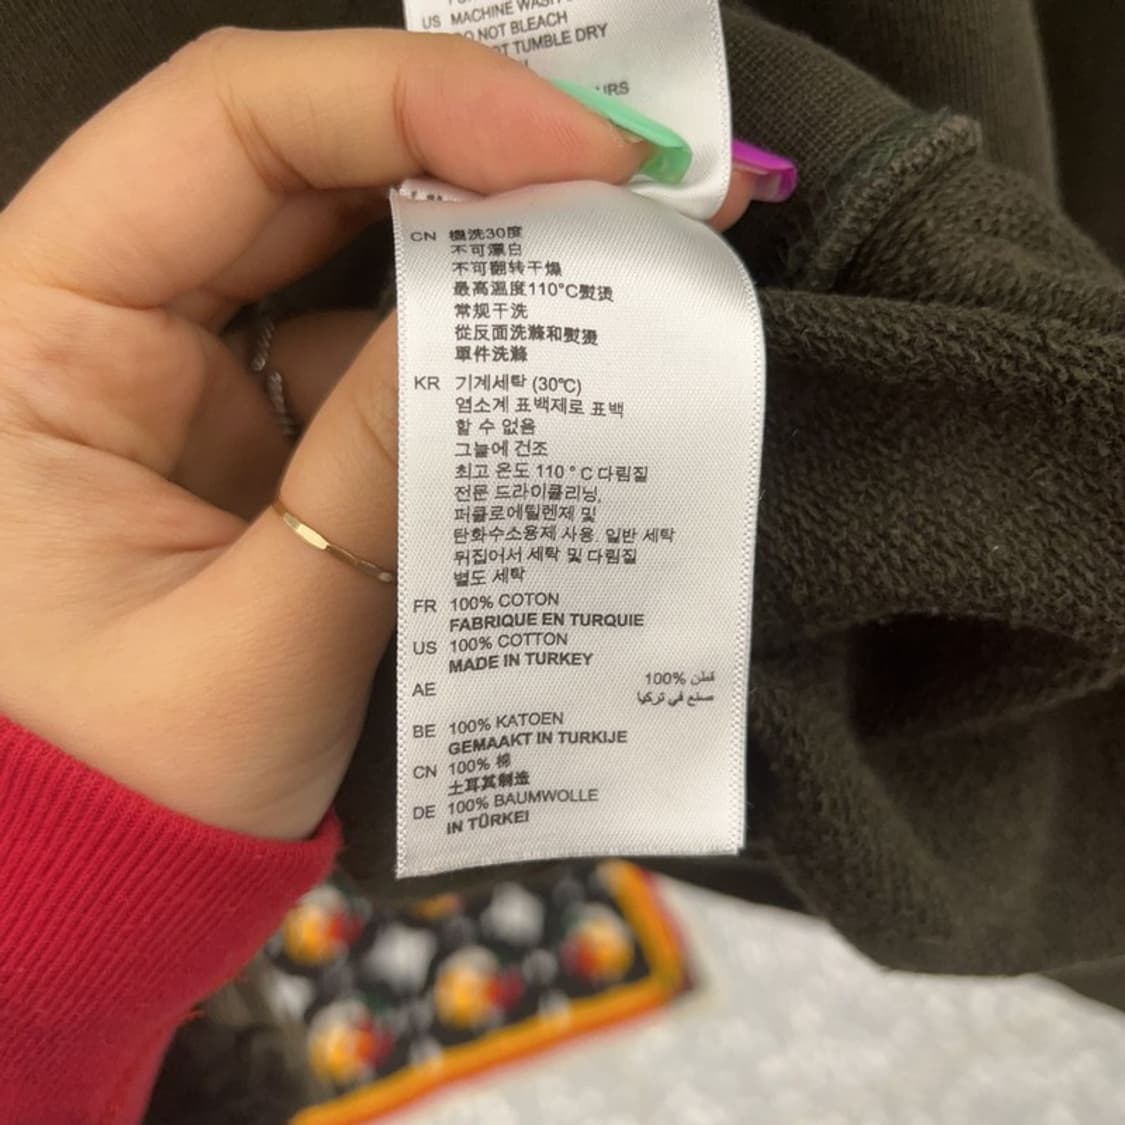 US MACHINE WASH
DO NOT BLEACH
NOT TUMBLE DRY
URS
CN 機洗30度
不可漂白
不可翻转干燥
最高温度110°C熨烫
常规干洗
從反面洗滌和熨燙
單件洗滌
KR 기계세탁 (30℃)
염소계 표백제로 표백
할 수 없음
그늘에 건조
최고 온도 110 ° C 다림질
전문 드라이클리닝,
퍼클로에틸렌제 및
탄화수소용제 사용. 일반 세탁
뒤집어서 세탁 및 다림질
별도 세탁
FR 100% COTON
FABRIQUE EN TURQUIE
US 100% COTTON
MADE IN TURKEY
AE 100% قطن
صنع في تركيا
BE 100% KATOEN
GEMAAKT IN TURKIJE
CN 100% 棉
土耳其制造
DE 100% BAUMWOLLE
IN TÜRKEI